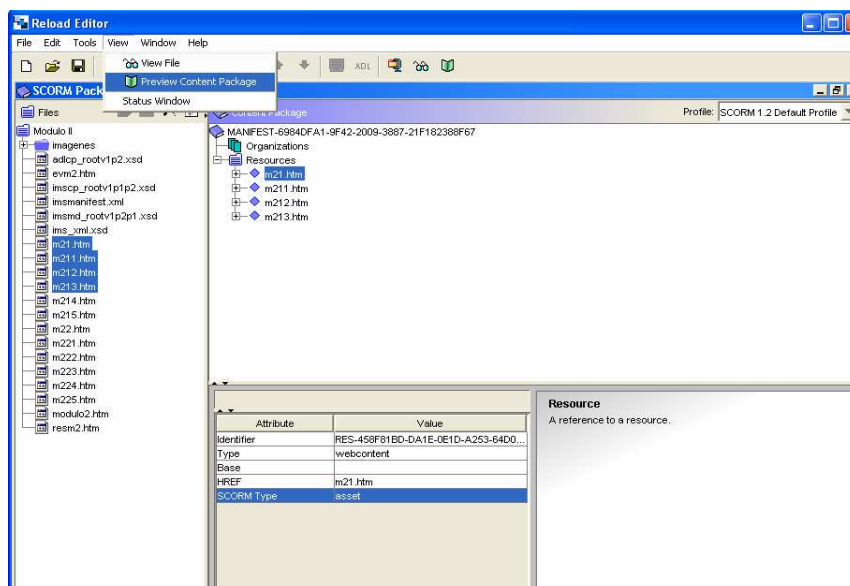 Reload Editor
File Edit Tools View Window Help
View File
Preview Content Package
Status Window
ADL
SCORM Pack
Files
Content Package
Profile: SCORM 1.2 Default Profile
Modulo II
imagenes
adlcp_rootv1p2.xsd
evm2.htm
imscp_rootv1p1p2.xsd
imsmanifest.xml
imsmd_rootv1p2p1.xsd
ims_xml.xsd
m21.htm
m211.htm
m212.htm
m213.htm
m214.htm
m215.htm
m22.htm
m221.htm
m222.htm
m223.htm
m224.htm
m225.htm
modulo2.htm
resm2.htm
MANIFEST-6984DFA1-9F42-2009-3887-21F182388F67
Organizations
Resources
m21.htm
m211.htm
m212.htm
m213.htm
Attribute Value
Identifier RES-458F81BD-DA1E-0E1D-A253-64D0...
Type webcontent
Base
HREF m21.htm
SCORM Type asset
Resource
A reference to a resource.